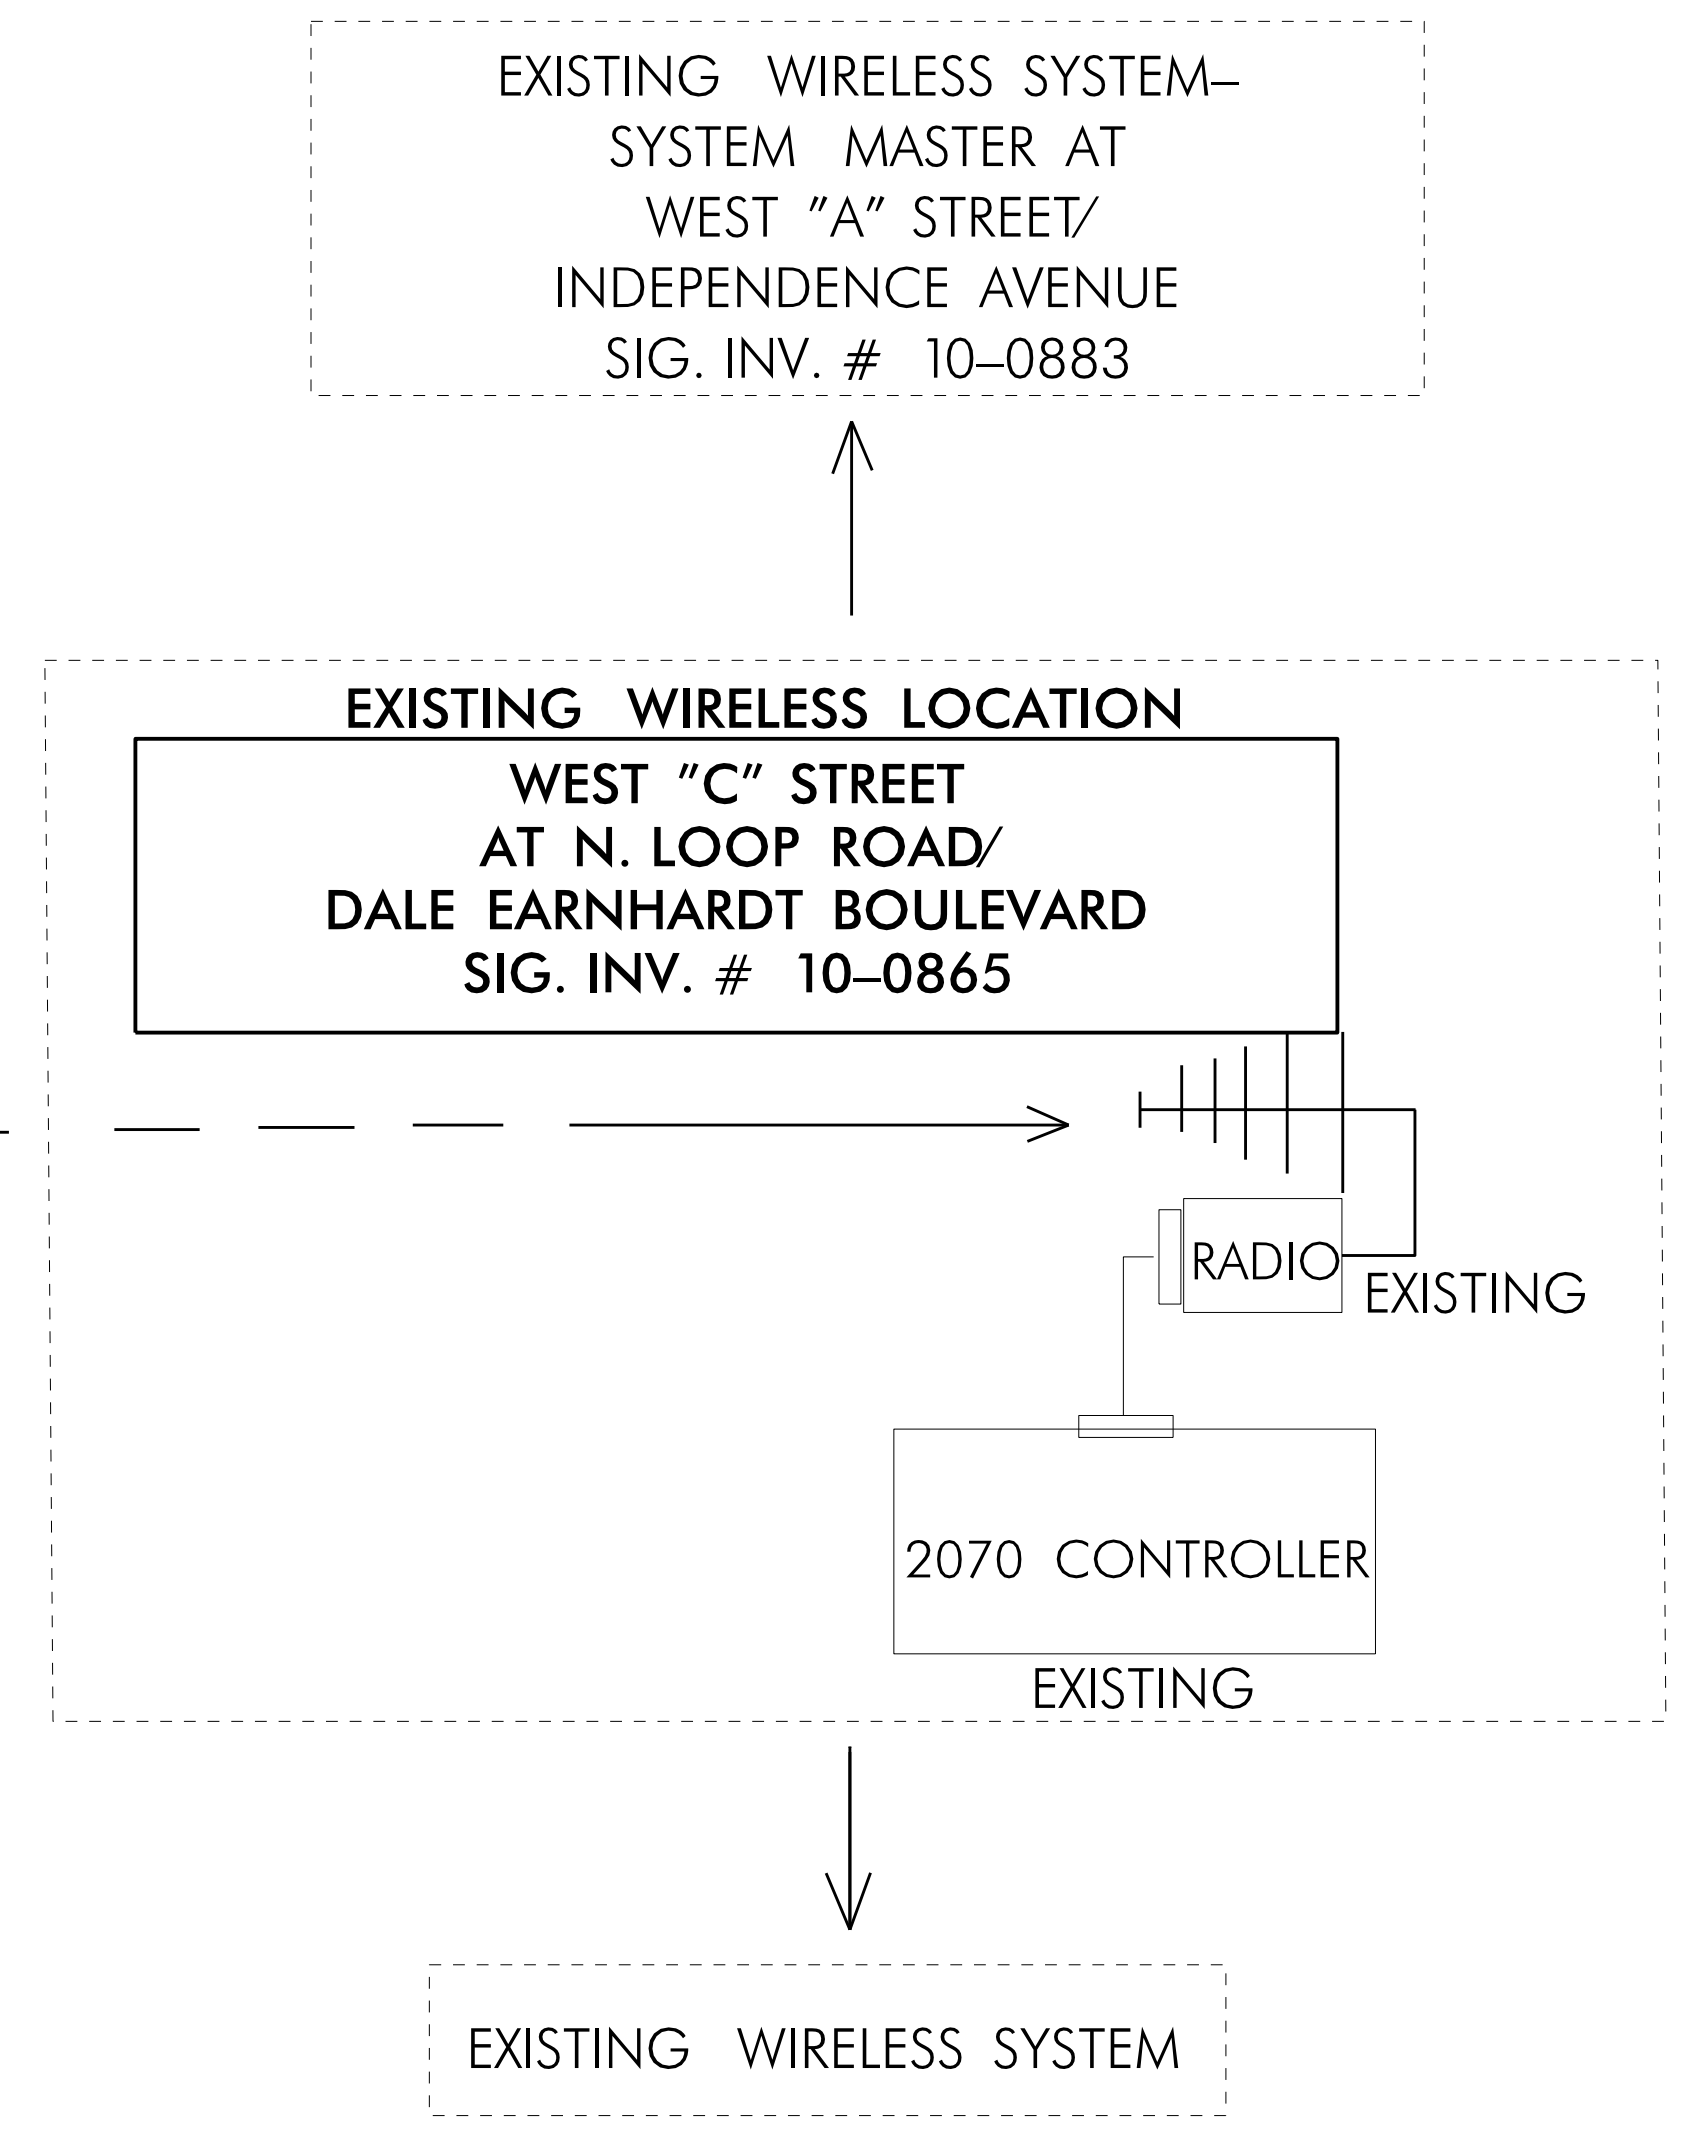 EXISTING WIRELESS SYSTEM–
SYSTEM MASTER AT
WEST "A" STREET/
INDEPENDENCE AVENUE
SIG. INV. # 10–0883
EXISTING WIRELESS LOCATION
WEST "C" STREET
AT N. LOOP ROAD/
DALE EARNHARDT BOULEVARD
SIG. INV. # 10–0865
RADIO
EXISTING
2070 CONTROLLER
EXISTING
EXISTING WIRELESS SYSTEM